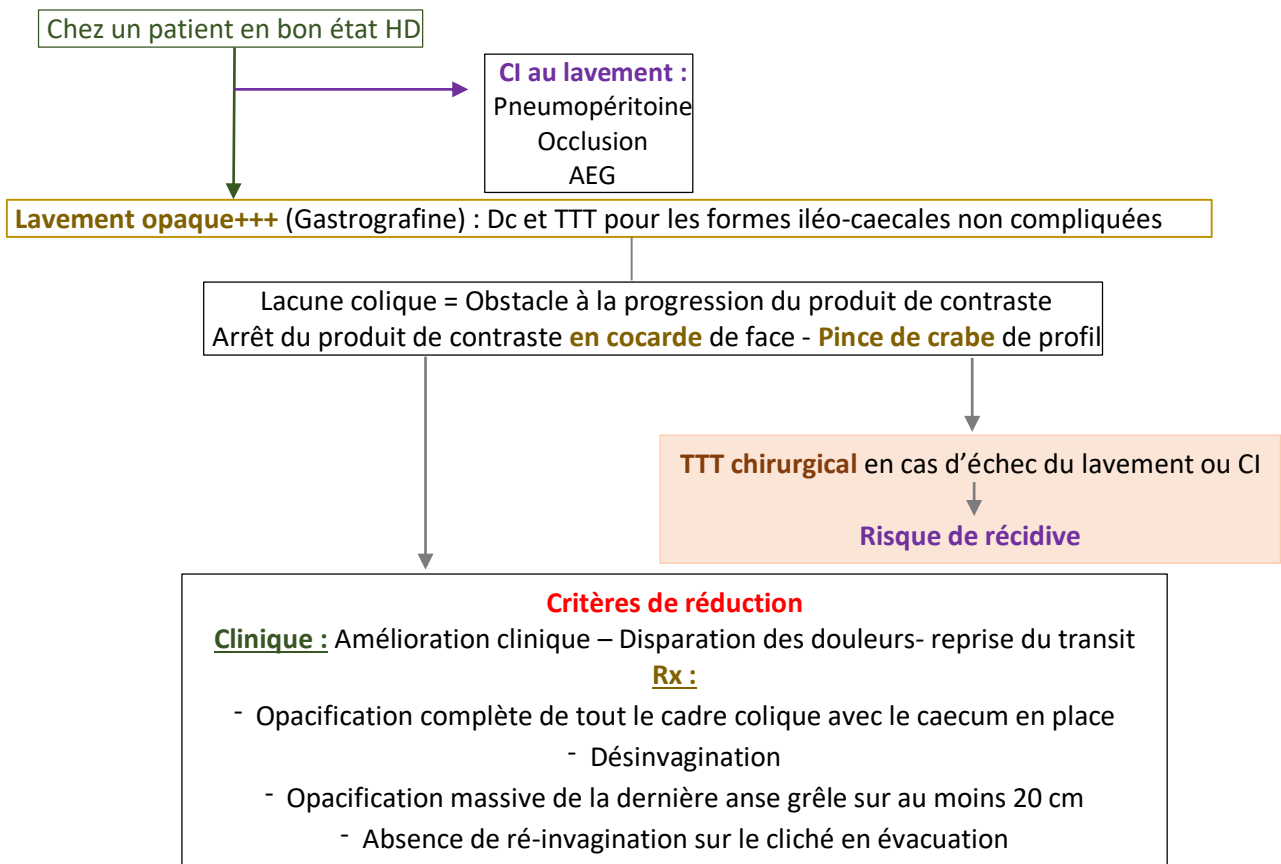 Chez un patient en bon état HD
CI au lavement :
Pneumopéritoine
Occlusion
AEG
Lavement opaque+++ (Gastrografine) : Dc et TTT pour les formes iléo-caecales non compliquées
Lacune colique = Obstacle à la progression du produit de contraste
Arrêt du produit de contraste en cocarde de face - Pince de crabe de profil
TTT chirurgical en cas d’échec du lavement ou CI
Risque de récidive
Critères de réduction
Clinique : Amélioration clinique – Disparation des douleurs- reprise du transit
Rx :
- Opacification complète de tout le cadre colique avec le caecum en place
- Désinvagination
- Opacification massive de la dernière anse grêle sur au moins 20 cm
- Absence de ré-invagination sur le cliché en évacuation